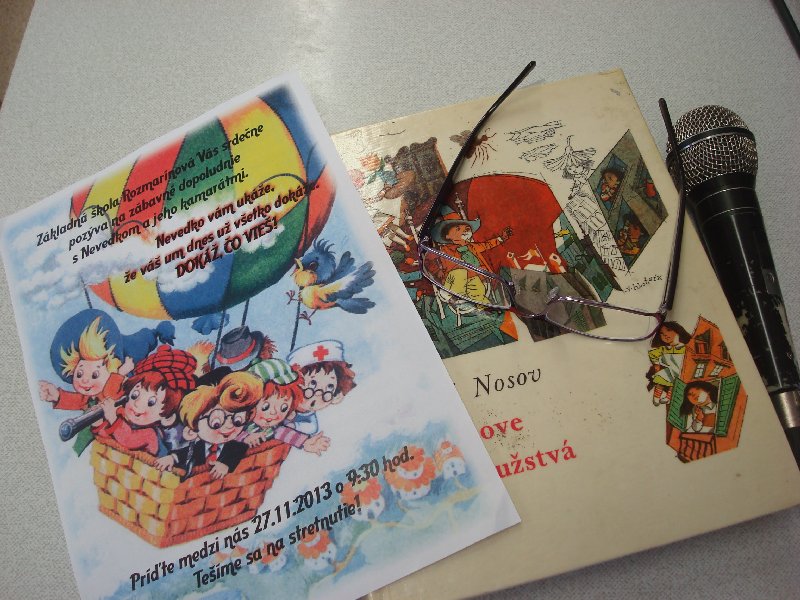 Základná škola Rozmarínová Vás srdečne
pozýva na zábavné dopoludnie
s Nevedkom a jeho kamarátmi.
Nevedko vám ukáže,
že váš um dnes už všetko dokáže...
DOKÁŽ, ČO VIEŠ!
Príďte medzi nás 27.11.2013 o 9:30 hod.
Tešíme sa na stretnutie!
Nosov
ove
užstvá